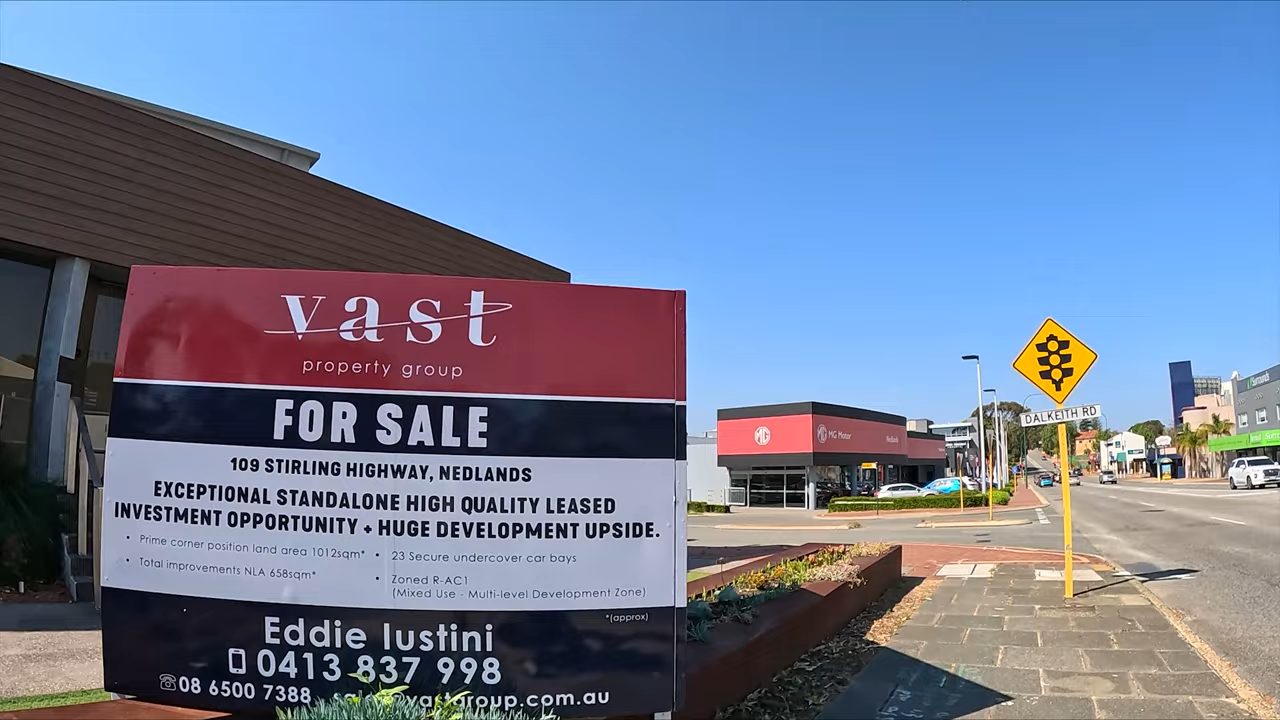 vast
property group
FOR SALE
109 STIRLING HIGHWAY, NEDLANDS
EXCEPTIONAL STANDALONE HIGH QUALITY LEASED
INVESTMENT OPPORTUNITY + HUGE DEVELOPMENT UPSIDE.
• Prime corner position land area 1012sqm*
• Total improvements NLA 658sqm*
• 23 Secure undercover car bays
• Zoned R-AC1
(Mixed Use - Multi-level Development Zone)
*(approx)
Eddie Iustini
0413 837 998
08 6500 7388
group.com.au
MG
MG Motor
Nedlands
DALKEITH RD